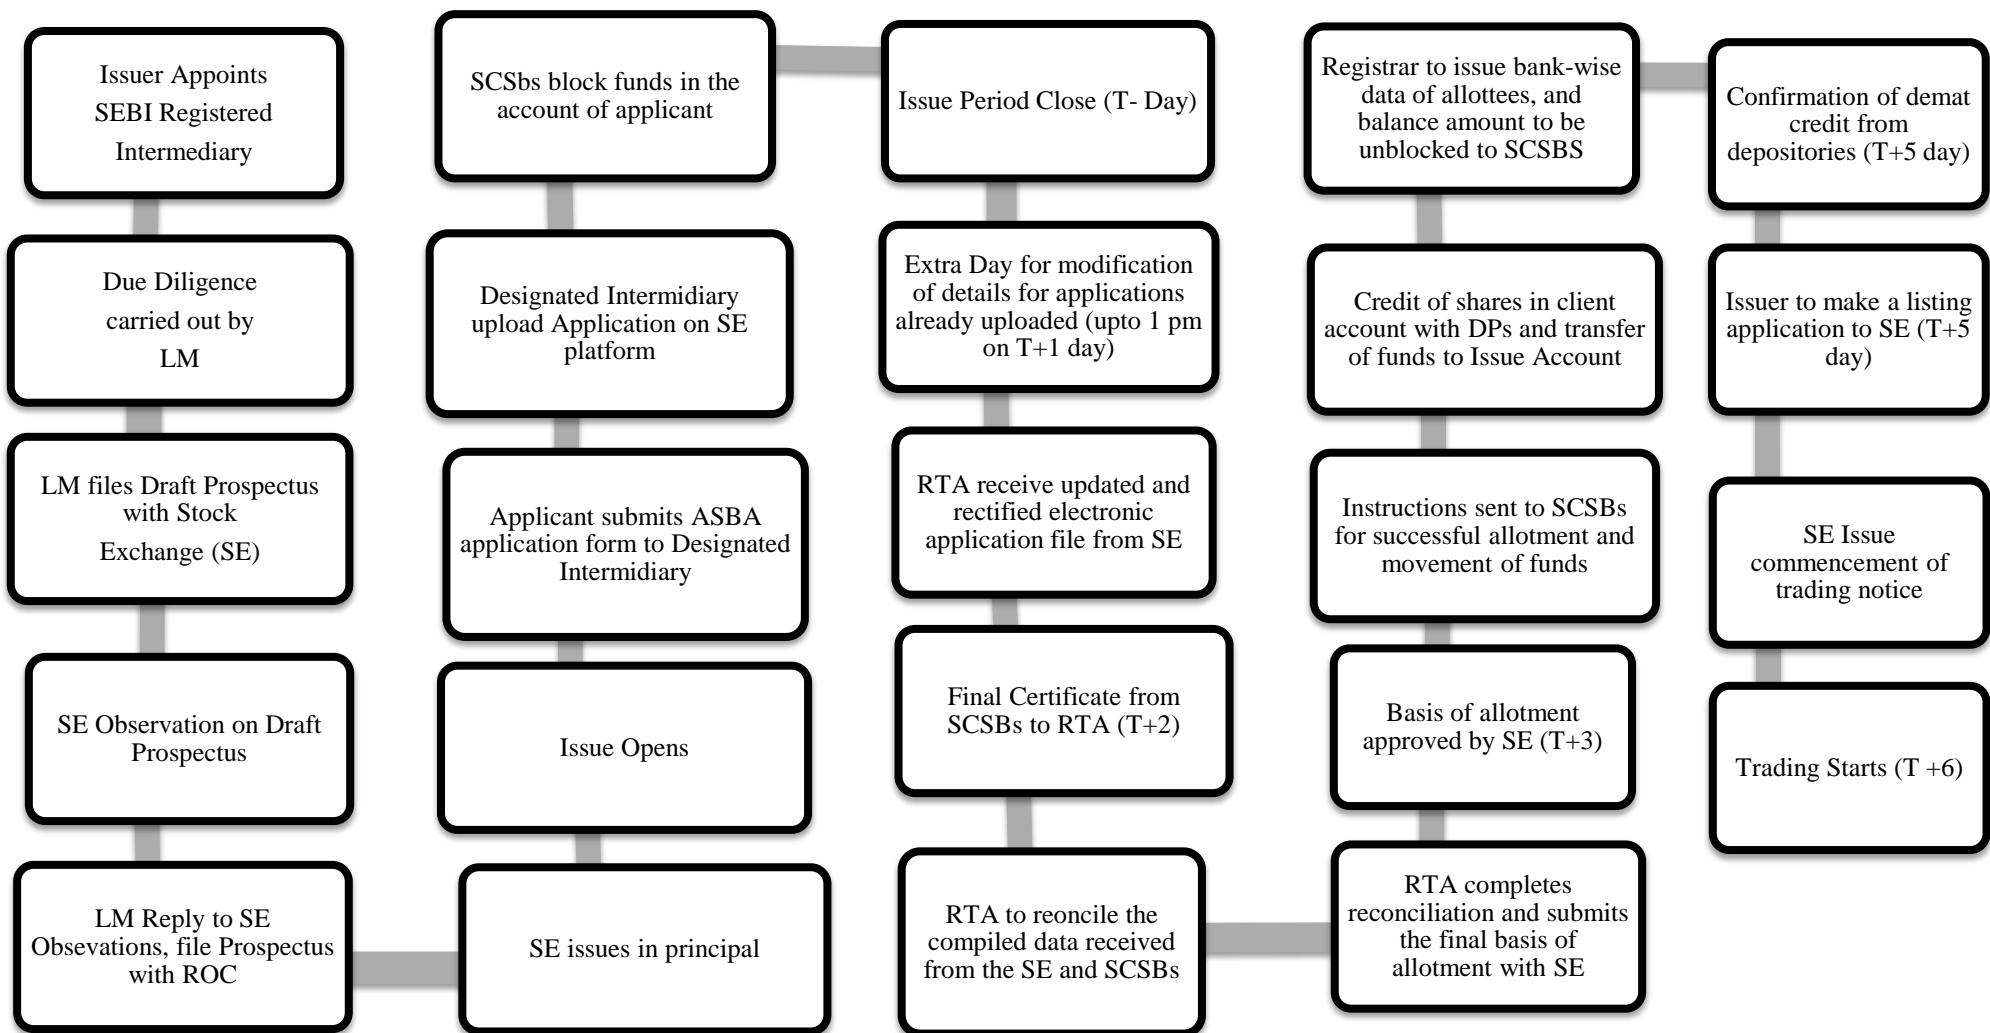 Issuer Appoints
SEBI Registered
Intermediary
Due Diligence
carried out by
LM
LM files Draft Prospectus
with Stock
Exchange (SE)
SE Observation on Draft
Prospectus
LM Reply to SE
Obsevations, file Prospectus
with ROC
SE issues in principal
Issue Opens
Applicant submits ASBA
application form to Designated
Intermidiary
Designated Intermidiary
upload Application on SE
platform
SCSbs block funds in the
account of applicant
Issue Period Close (T- Day)
Extra Day for modification
of details for applications
already uploaded (upto 1 pm
on T+1 day)
RTA receive updated and
rectified electronic
application file from SE
Final Certificate from
SCSBs to RTA (T+2)
RTA to reoncile the
compiled data received
from the SE and SCSBs
RTA completes
reconciliation and submits
the final basis of
allotment with SE
Basis of allotment
approved by SE (T+3)
Instructions sent to SCSBs
for successful allotment and
movement of funds
Credit of shares in client
account with DPs and transfer
of funds to Issue Account
Registrar to issue bank-wise
data of allottees, and
balance amount to be
unblocked to SCSBS
Confirmation of demat
credit from
depositories (T+5 day)
Issuer to make a listing
application to SE (T+5
day)
SE Issue
commencement of
trading notice
Trading Starts (T +6)